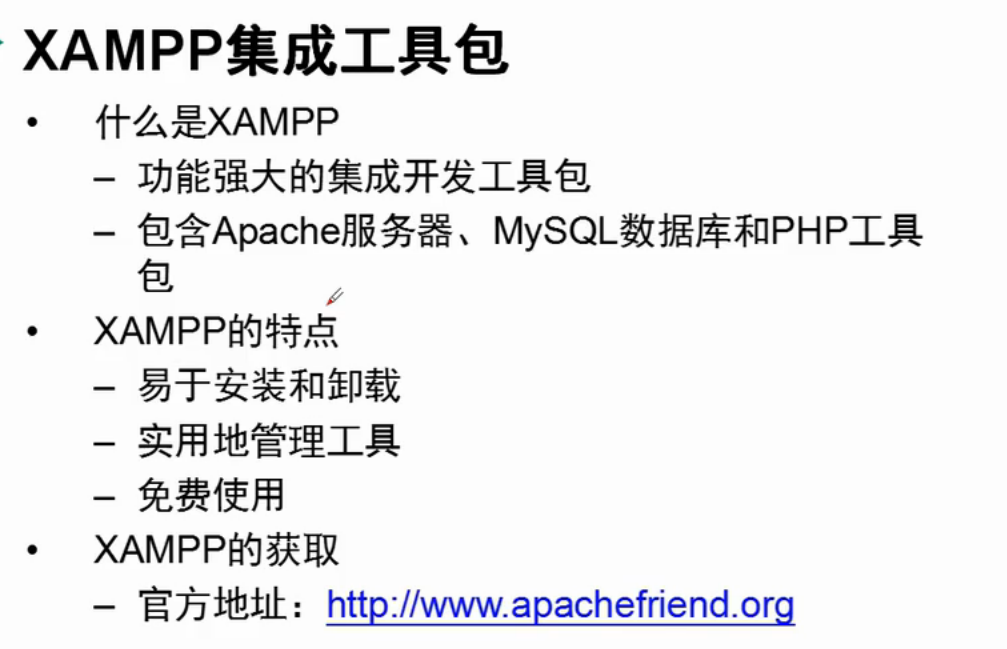 XAMPP集成工具包
• 什么是XAMPP
– 功能强大的集成开发工具包
– 包含Apache服务器、MySQL数据库和PHP工具
包
• XAMPP的特点
– 易于安装和卸载
– 实用地管理工具
– 免费使用
• XAMPP的获取
– 官方地址：http://www.apachefriend.org